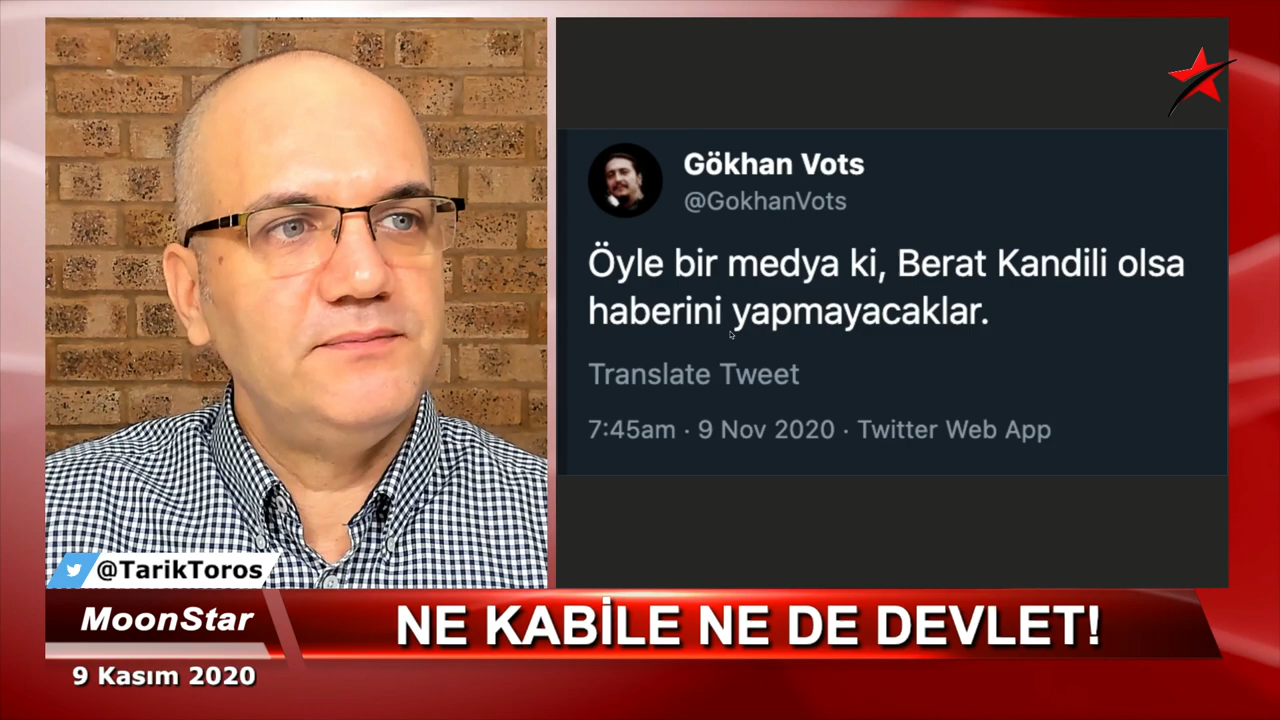 Gökhan Vots
@GokhanVots
Öyle bir medya ki, Berat Kandili olsa
haberini yapmayacaklar.
Translate Tweet
7:45am · 9 Nov 2020 · Twitter Web App
@TarikToros
MoonStar
NE KABİLE NE DE DEVLET!
9 Kasım 2020